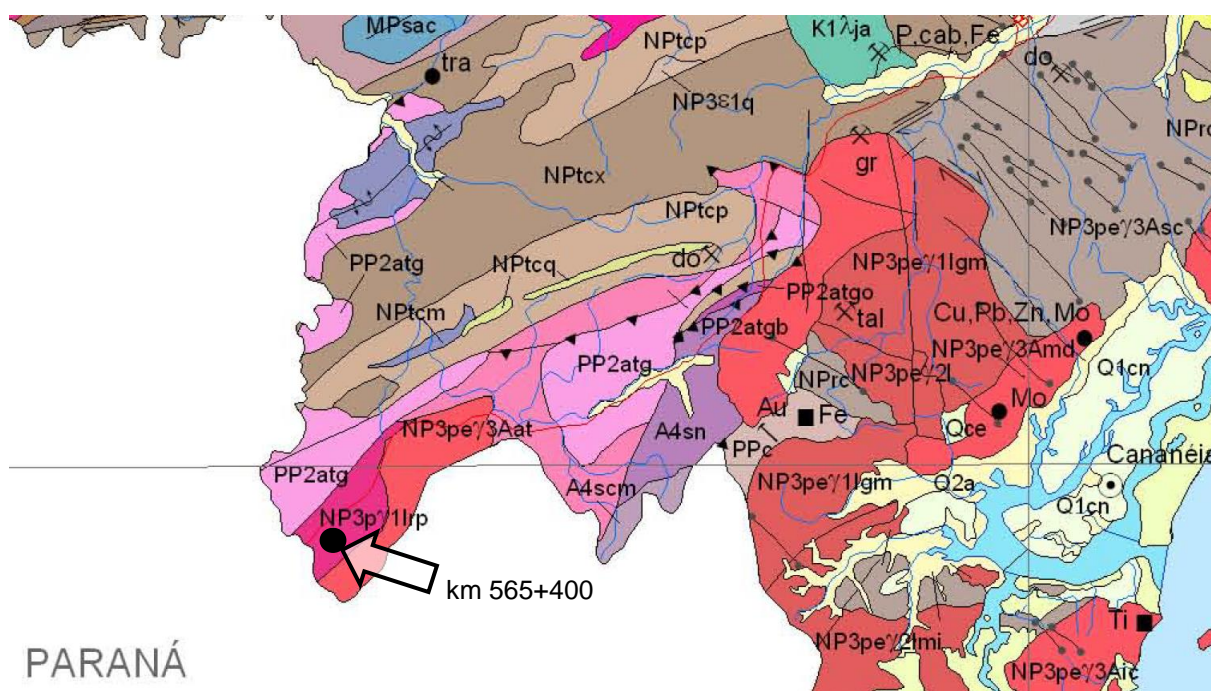 MPsac
NPtcp
K1λja
P,cab,Fe
BR
tra
do
NP3ε1q
NPrc
gr
NPtcx
NPtcp
NP3peγ3Asc
PP2atg
NPtcq
do
NP3peγ1Igm
PP2atgo
NPtcm
PP2atgb
tal
Cu,Pb,Zn,Mo
NP3peγ3Amd
PP2atg
Q1cn
NPrc
NP3peγ2I
Mo
Au
Fe
NP3peγ3Aat
A4sn
Qce
PPc
Cananéia
PP2atg
A4scm
NP3peγ1Igm
Q2a
Q1cn
NP3pγ1Irp
km 565+400
Ti
NP3peγ2Imi
PARANÁ
NP3peγ3Aic